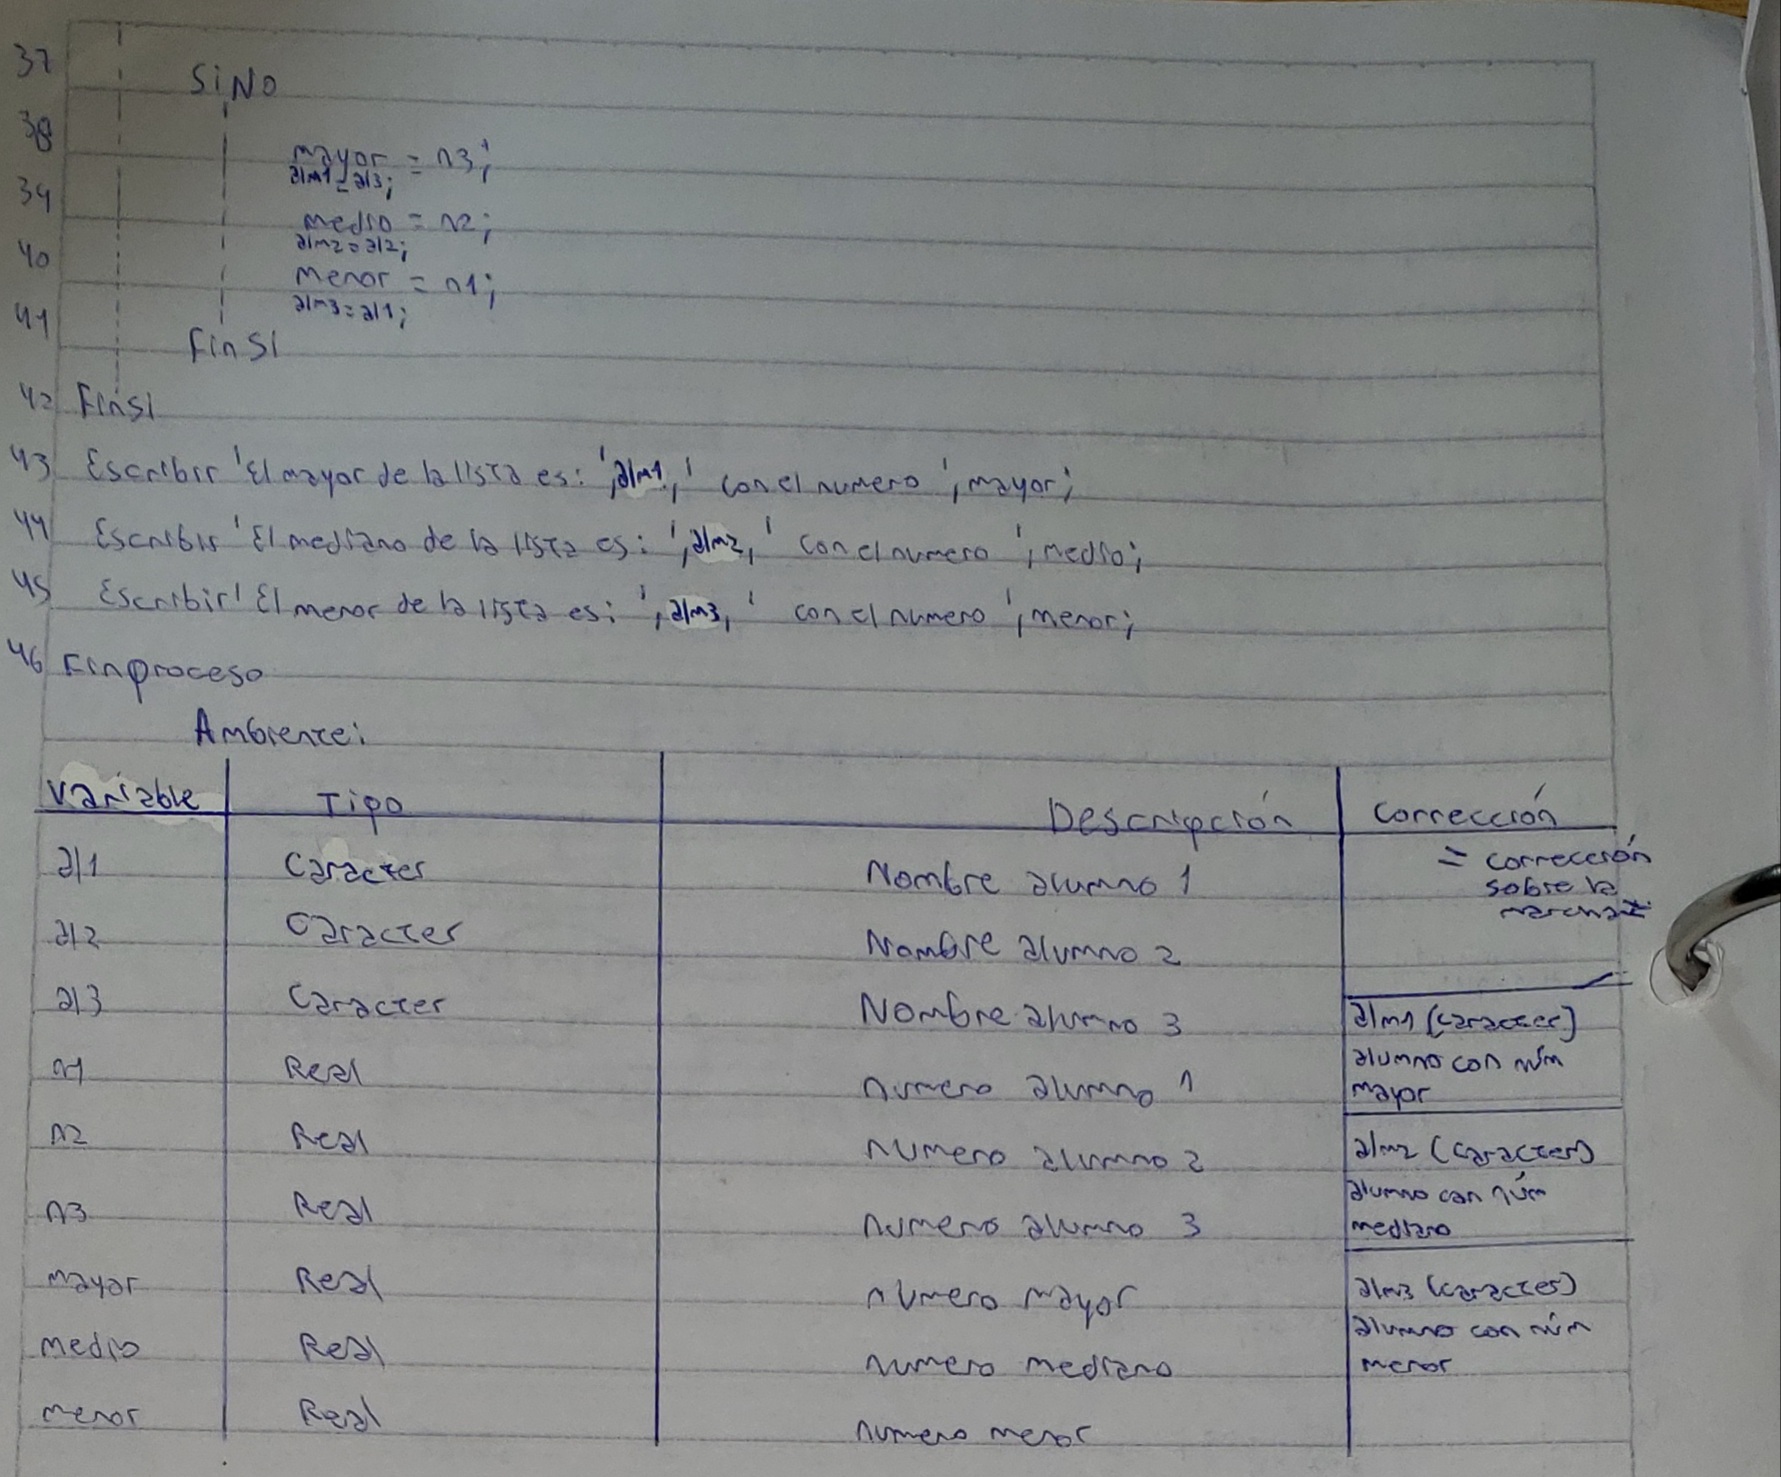 37 SiNo
38 mayor = n3;
alm1=al3;
39 medio = n2;
alm2=al2;
40 menor = n1;
alm3=al1;
41 FinSi
42 FinSi
43 Escribir 'El mayor de la lista es: ',alm1,' con el numero ',mayor;
44 Escribir 'El mediano de la lista es: ',alm2,' con el numero ',medio;
45 Escribir 'El menor de la lista es: ',alm3,' con el numero ',menor;
46 Finproceso
Ambiente:
Variable Tipo Descripción Corrección
al1 Caracter Nombre alumno 1 = corrección
sobre la
marcha=
al2 Caracter Nombre alumno 2
al3 Caracter Nombre alumno 3 alm1 (caracter)
n1 Real numero alumno 1 alumno con núm
mayor
n2 Real numero alumno 2 alm2 (caracter)
n3 Real numero alumno 3 alumno con núm
mediano
mayor Real numero mayor alm3 (caracter)
medio Real numero mediano alumno con núm
menor
menor Real numero menor